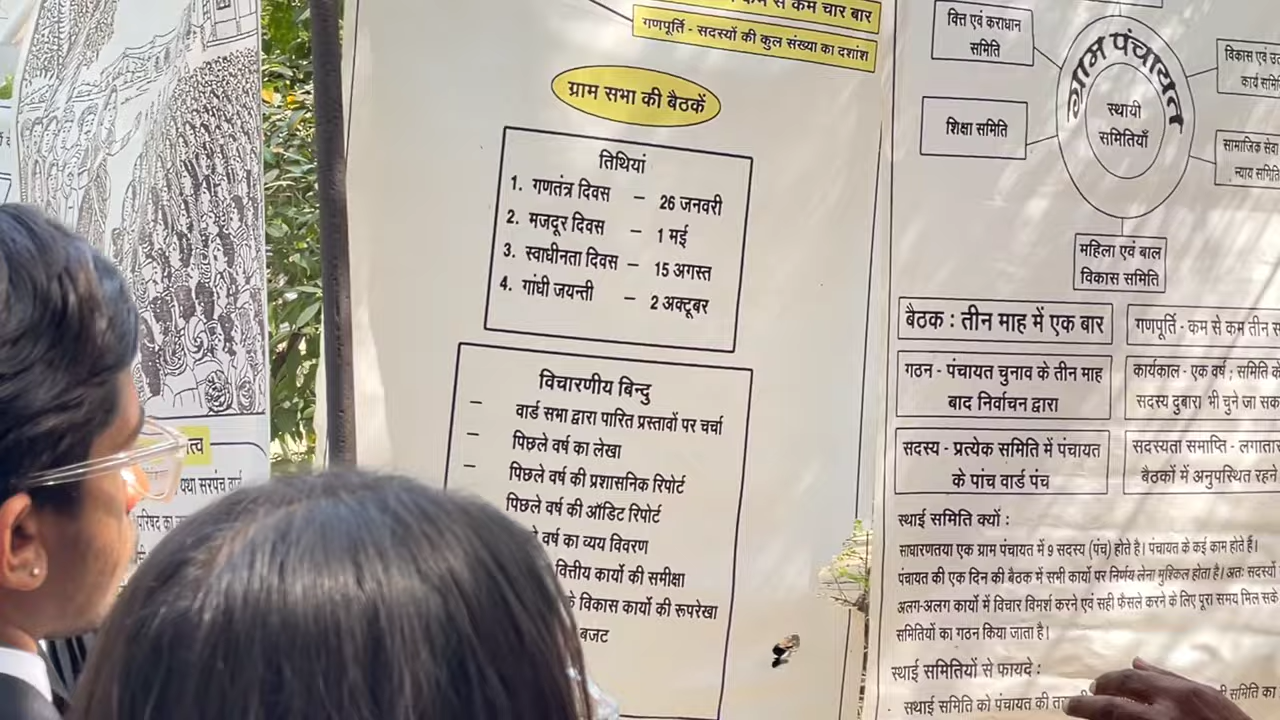 से कम चार बार
गणपूर्ति - सदस्यों की कुल संख्या का दशांश
ग्राम सभा की बैठकें
तिथियां
1. गणतंत्र दिवस – 26 जनवरी
2. मजदूर दिवस – 1 मई
3. स्वाधीनता दिवस – 15 अगस्त
4. गांधी जयन्ती – 2 अक्टूबर
विचारणीय बिन्दु
– वार्ड सभा द्वारा पारित प्रस्तावों पर चर्चा
– पिछले वर्ष का लेखा
– पिछले वर्ष की प्रशासनिक रिपोर्ट
पिछले वर्ष की ऑडिट रिपोर्ट
वर्ष का व्यय विवरण
वित्तीय कार्यो की समीक्षा
के विकास कार्यो की रूपरेखा
बजट
वित्त एवं कराधान
समिति
शिक्षा समिति
ग्राम पंचायत
स्थायी
समितियाँ
विकास एवं
कार्य
सामाजिक सेवा
न्याय समिति
महिला एवं बाल
विकास समिति
बैठक : तीन माह में एक बार
गणपूर्ति - कम से कम तीन
गठन - पंचायत चुनाव के तीन माह
बाद निर्वाचन द्वारा
कार्यकाल - एक वर्ष ; समिति के
सदस्य दुबारा भी चुने जा
सदस्य - प्रत्येक समिति में पंचायत
के पांच वार्ड पंच
सदस्यता समाप्ति - लगातार
बैठकों में अनुपस्थित रहने
स्थाई समिति क्यों :
साधारणतया एक ग्राम पंचायत में 9 सदस्य (पंच) होते है। पंचायत के कई काम होते हैं।
पंचायत की एक दिन की बैठक में सभी कार्यो पर निर्णय लेना मुश्किल होता है। अतः सदस्यों
अलग-अलग कार्यो में विचार विमर्श करने एवं सही फैसले करने के लिए पूरा समय मिल सके
समितियों का गठन किया जाता है।
स्थाई समितियों से फायदे :
स्थाई समिति को पंचायत की
समिति का